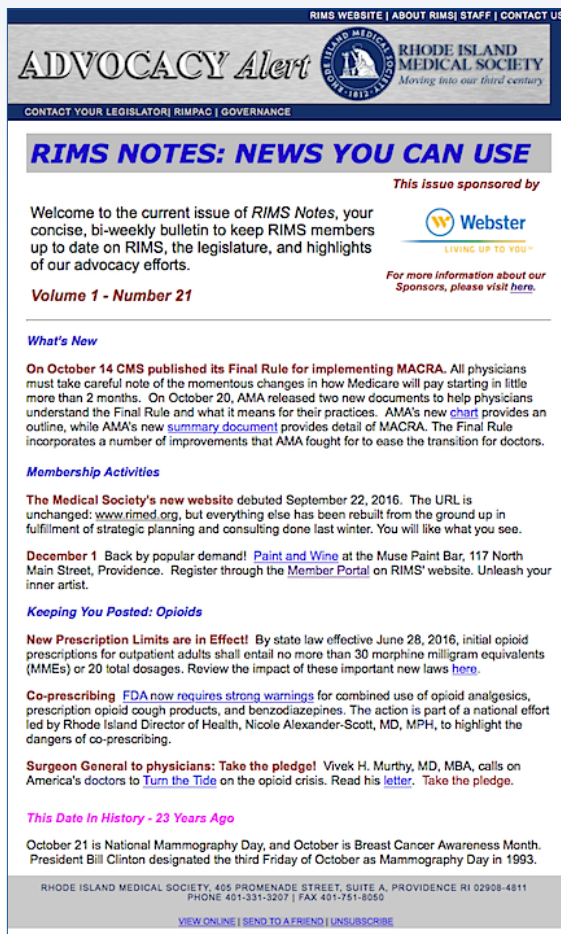 RIMS WEBSITE | ABOUT RIMS| STAFF | CONTACT US
ADVOCACY Alert
RHODE ISLAND MEDICAL SOCIETY
1812
RHODE ISLAND
MEDICAL SOCIETY
Moving into our third century
CONTACT YOUR LEGISLATOR| RIMPAC | GOVERNANCE
RIMS NOTES: NEWS YOU CAN USE
This issue sponsored by
Welcome to the current issue of RIMS Notes, your
concise, bi-weekly bulletin to keep RIMS members
up to date on RIMS, the legislature, and highlights
of our advocacy efforts.
Volume 1 - Number 21
W Webster
LIVING UP TO YOU℠
For more information about our
Sponsors, please visit here.
What's New
On October 14 CMS published its Final Rule for implementing MACRA. All physicians
must take careful note of the momentous changes in how Medicare will pay starting in little
more than 2 months. On October 20, AMA released two new documents to help physicians
understand the Final Rule and what it means for their practices. AMA's new chart provides an
outline, while AMA's new summary document provides detail of MACRA. The Final Rule
incorporates a number of improvements that AMA fought for to ease the transition for doctors.
Membership Activities
The Medical Society's new website debuted September 22, 2016. The URL is
unchanged: www.rimed.org, but everything else has been rebuilt from the ground up in
fulfillment of strategic planning and consulting done last winter. You will like what you see.
December 1 Back by popular demand! Paint and Wine at the Muse Paint Bar, 117 North
Main Street, Providence. Register through the Member Portal on RIMS' website. Unleash your
inner artist.
Keeping You Posted: Opioids
New Prescription Limits are in Effect! By state law effective June 28, 2016, initial opioid
prescriptions for outpatient adults shall entail no more than 30 morphine milligram equivalents
(MMEs) or 20 total dosages. Review the impact of these important new laws here.
Co-prescribing FDA now requires strong warnings for combined use of opioid analgesics,
prescription opioid cough products, and benzodiazepines. The action is part of a national effort
led by Rhode Island Director of Health, Nicole Alexander-Scott, MD, MPH, to highlight the
dangers of co-prescribing.
Surgeon General to physicians: Take the pledge! Vivek H. Murthy, MD, MBA, calls on
America's doctors to Turn the Tide on the opioid crisis. Read his letter. Take the pledge.
This Date In History - 23 Years Ago
October 21 is National Mammography Day, and October is Breast Cancer Awareness Month.
President Bill Clinton designated the third Friday of October as Mammography Day in 1993.
RHODE ISLAND MEDICAL SOCIETY, 405 PROMENADE STREET, SUITE A, PROVIDENCE RI 02908-4811
PHONE 401-331-3207 | FAX 401-751-8050
VIEW ONLINE | SEND TO A FRIEND | UNSUBSCRIBE